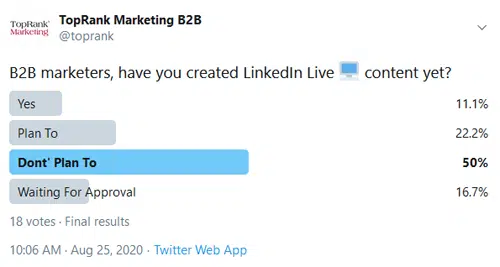 TopRank
Marketing
TopRank Marketing B2B
@toprank
B2B marketers, have you created LinkedIn Live 🖥️ content yet?
Yes 11.1%
Plan To 22.2%
Dont' Plan To 50%
Waiting For Approval 16.7%
18 votes · Final results
10:06 AM · Aug 25, 2020 · Twitter Web App